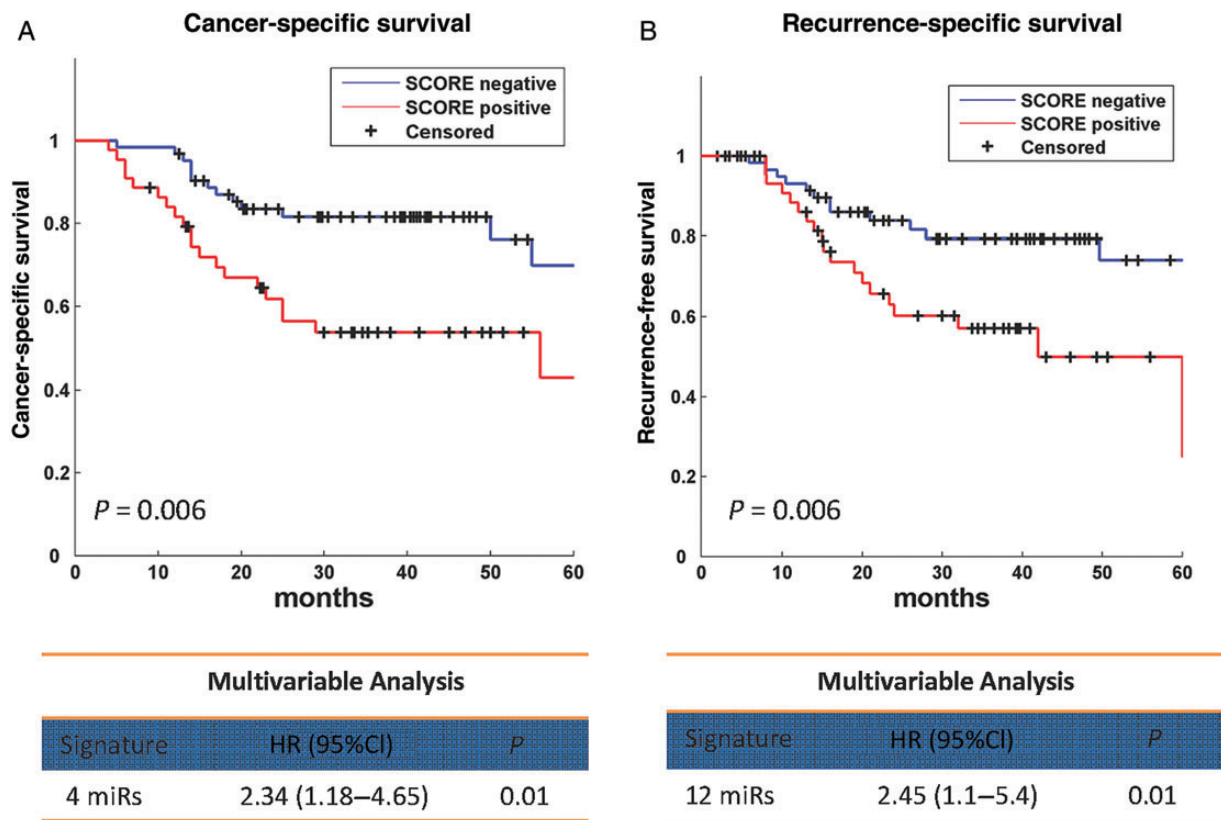 A
Cancer-specific survival
SCORE negative
SCORE positive
Censored
Cancer-specific survival
1
0.8
0.6
0.4
0.2
0
P = 0.006
0 10 20 30 40 50 60
months
Multivariable Analysis
Signature HR (95%CI) P
4 miRs 2.34 (1.18–4.65) 0.01
B
Recurrence-specific survival
SCORE negative
SCORE positive
Censored
Recurrence-free survival
1
0.8
0.6
0.4
0.2
0
P = 0.006
0 10 20 30 40 50 60
months
Multivariable Analysis
Signature HR (95%CI) P
12 miRs 2.45 (1.1–5.4) 0.01